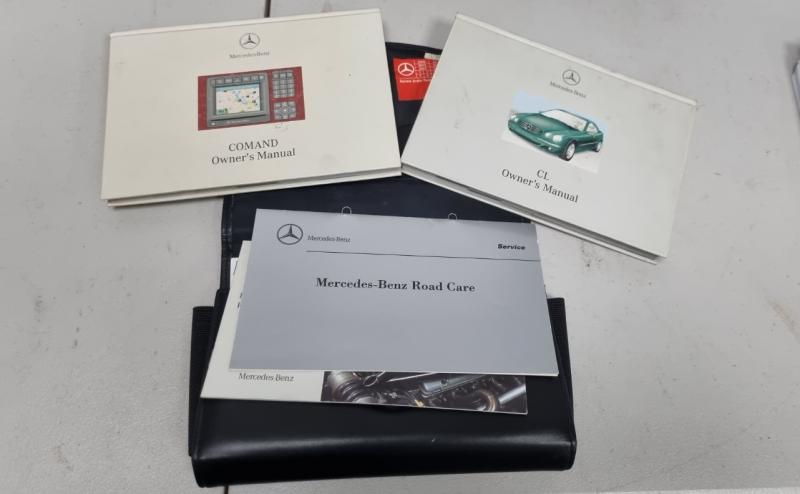 Mercedes-Benz
COMAND
Owner's Manual
Mercedes-Benz
CL
Owner's Manual
Mercedes-Benz
Service
Mercedes-Benz Road Care
Mercedes-Benz